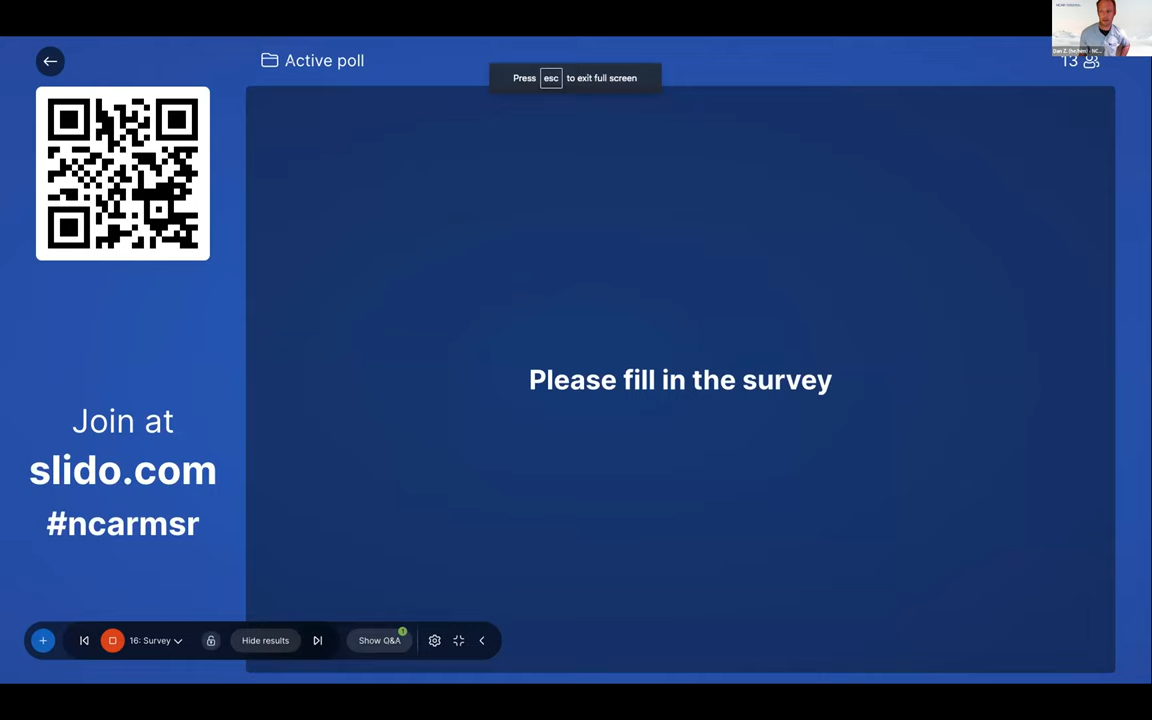 Active poll
Press esc to exit full screen
13
Please fill in the survey
Join at
slido.com
#ncarmsr
16: Survey
Hide results
Show Q&A
1